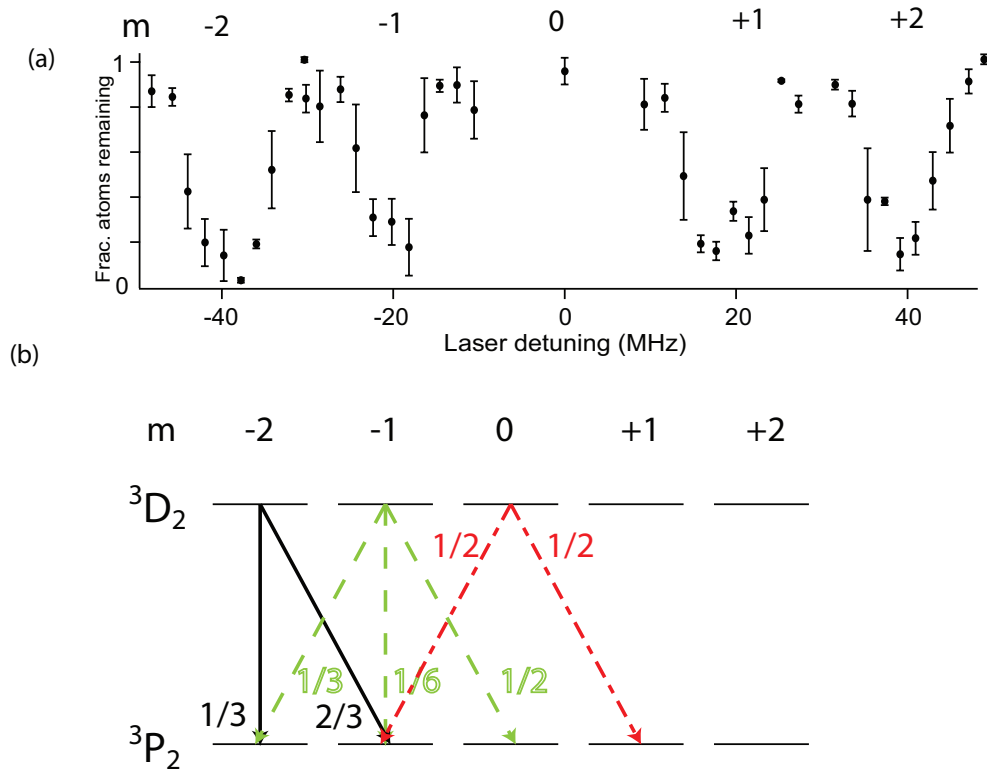 m -2 -1 0 +1 +2
(a)
1
Frac. atoms remaining
0
-40 -20 0 20 40
Laser detuning (MHz)
(b)
m -2 -1 0 +1 +2
³D₂
1/2 1/2
1/3 1/6 1/2
1/3 2/3
³P₂